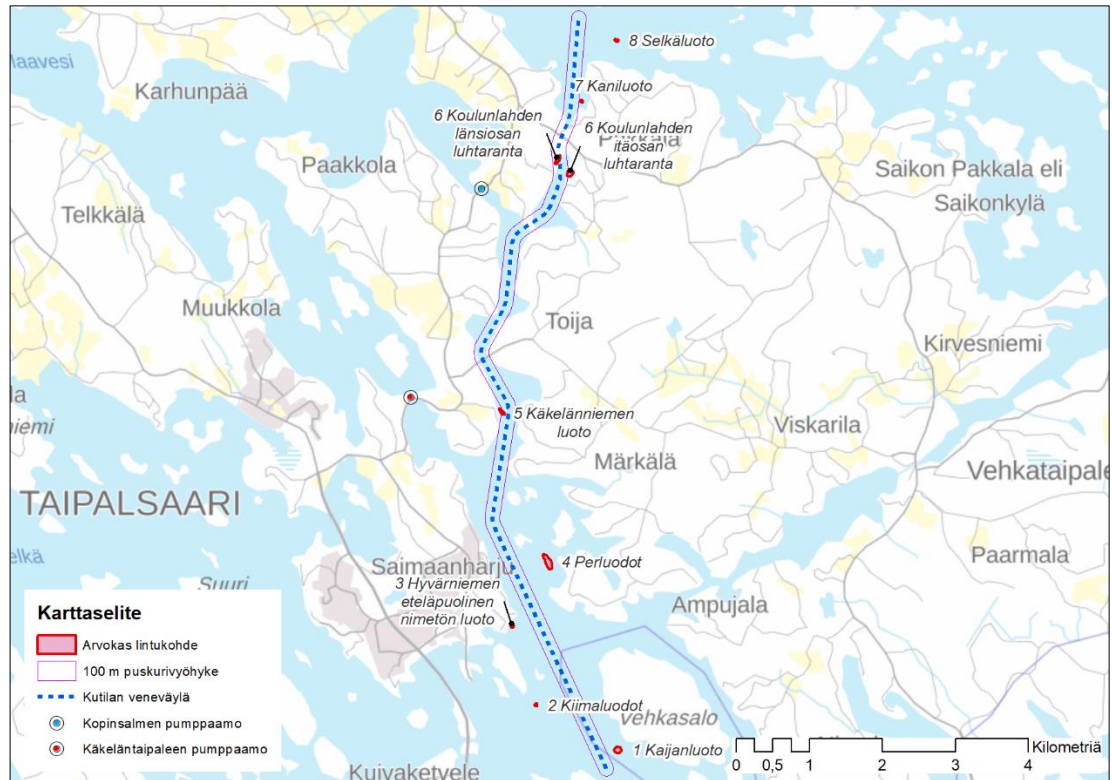 8 Selkäluoto
laavesi
Karhunpää
7 Kaniluoto
6 Koulunlahden
länsiosan
luhtaranta
6 Koulunlahden
itäosan
luhtaranta
Paakkola
Saikon Pakkala eli
Saikonkylä
Telkkälä
Muukkola
Toija
Kirvesniemi
5 Käkelänniemen
luoto
Viskarila
niemi
Märkälä
Vehkataipale
TAIPALSAARI
4 Perluodot
Paarmala
elkä
Suuri
Saimaanharju
3 Hyvärniemen
eteläpuolinen
nimetön luoto
Ampujala
2 Kiimaluodot
Vehkasalo
1 Kaijanluoto
Kuivaketvele
Karttaselite
Arvokas lintukohde
100 m puskurivyöhyke
Kutilan veneväylä
Kopinsalmen pumppaamo
Käkeläntaipaleen pumppaamo
Kilometriä
0 0,5 1 2 3 4